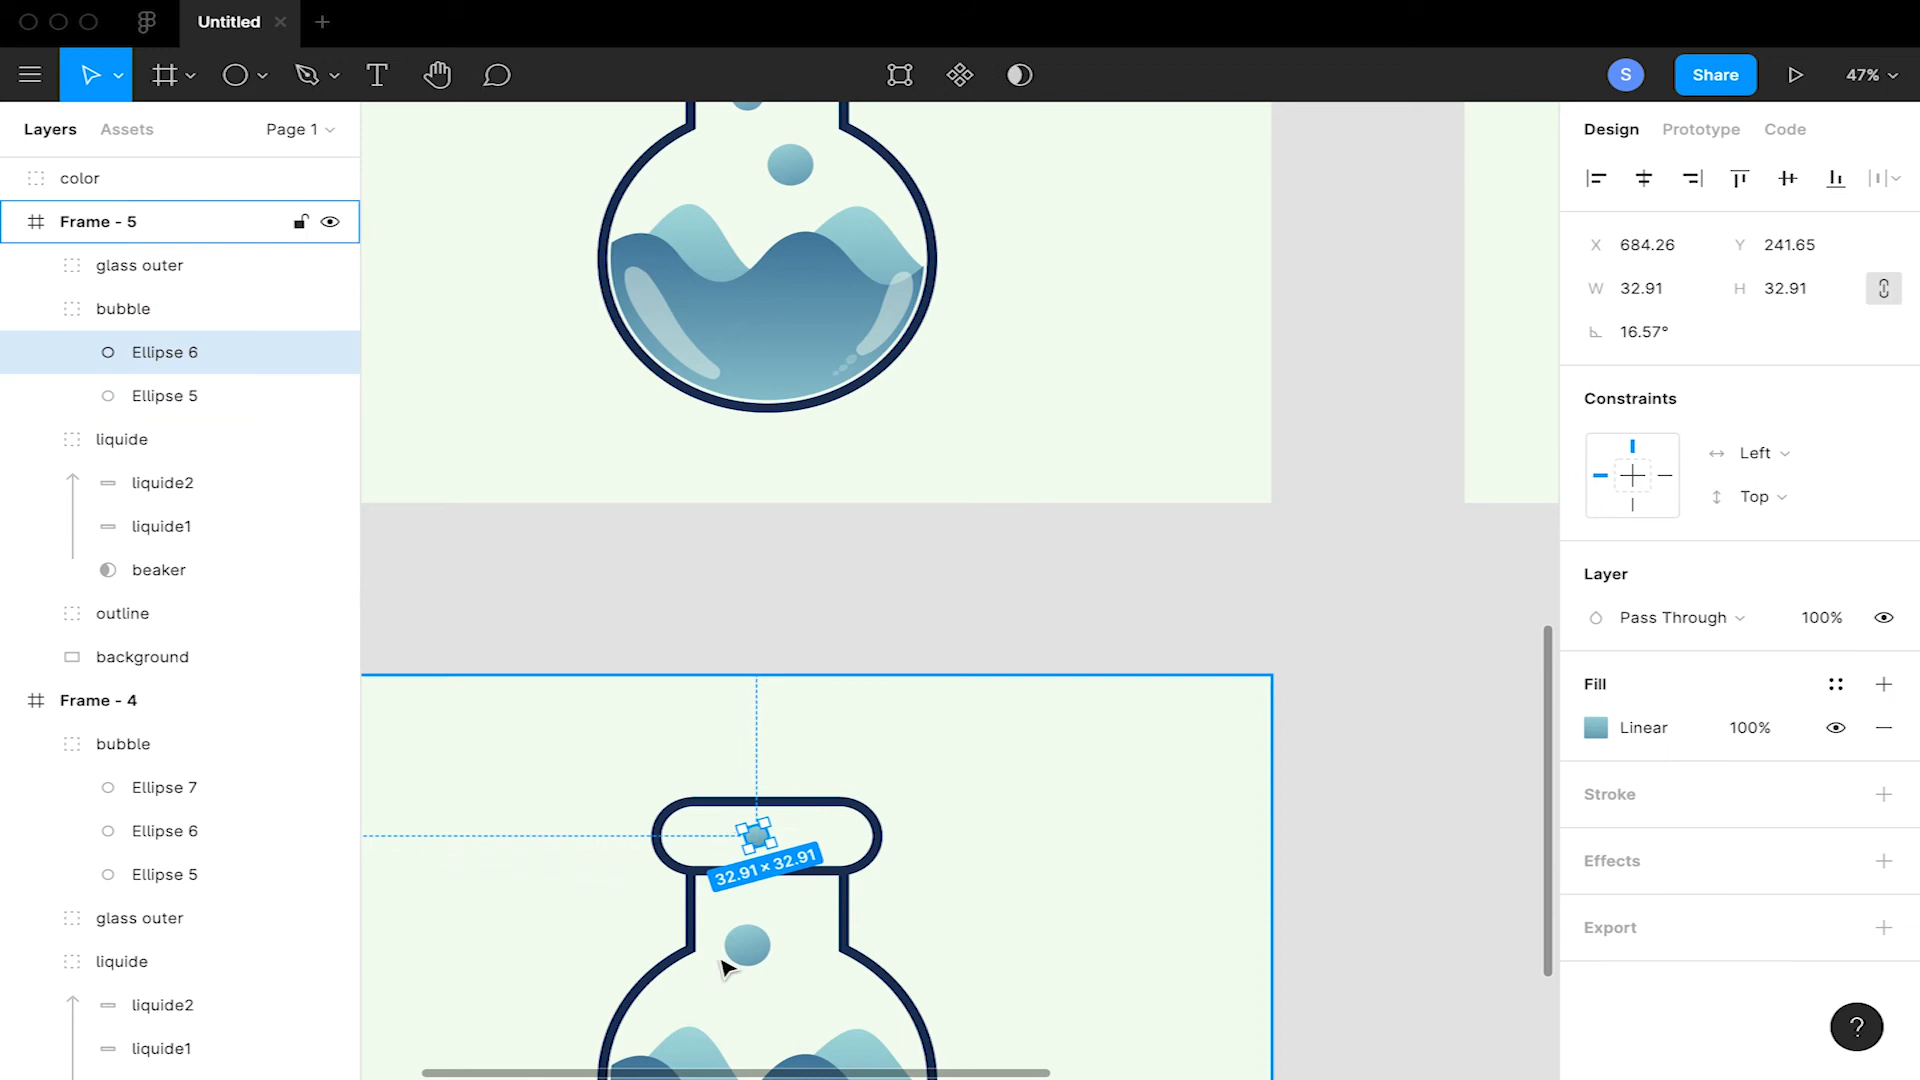 Untitled
S
Share
47%
Layers
Assets
Page 1
color
Frame - 5
glass outer
bubble
Ellipse 6
Ellipse 5
liquide
liquide2
liquide1
beaker
outline
background
Frame - 4
bubble
Ellipse 7
Ellipse 6
Ellipse 5
glass outer
liquide
liquide2
liquide1
32.91 × 32.91
Design
Prototype
Code
X 684.26 Y 241.65
W 32.91 H 32.91
16.57°
Constraints
Left
Top
Layer
Pass Through 100%
Fill
Linear 100%
Stroke
Effects
Export
?